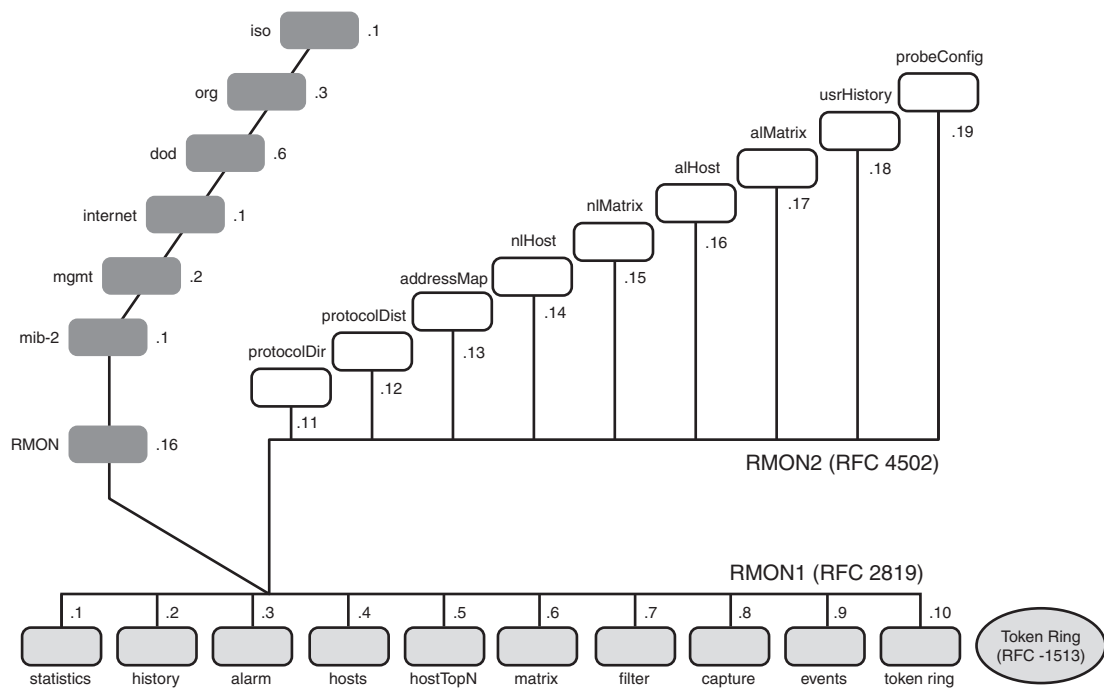 iso .1
org .3
dod .6
internet .1
mgmt .2
mib-2 .1
RMON .16
probeConfig
.19
usrHistory
.18
alMatrix
.17
alHost
.16
nlMatrix
.15
nlHost
.14
addressMap
.13
protocolDist
.12
protocolDir
.11
RMON2 (RFC 4502)
RMON1 (RFC 2819)
.1 .2 .3 .4 .5 .6 .7 .8 .9 .10
statistics history alarm hosts hostTopN matrix filter capture events token ring
Token Ring
(RFC -1513)